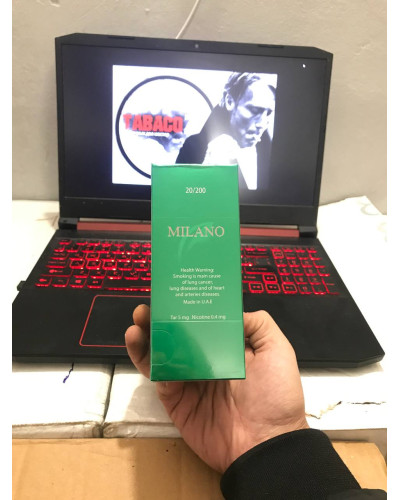 TABACO
20/200
MILANO
Health Warning
Smoking is main cause
of lung cancer,
lung diseases and of heart
and arteries diseases.
Made in U.A.E
Tar 5 mg . Nicotine 0.4 mg